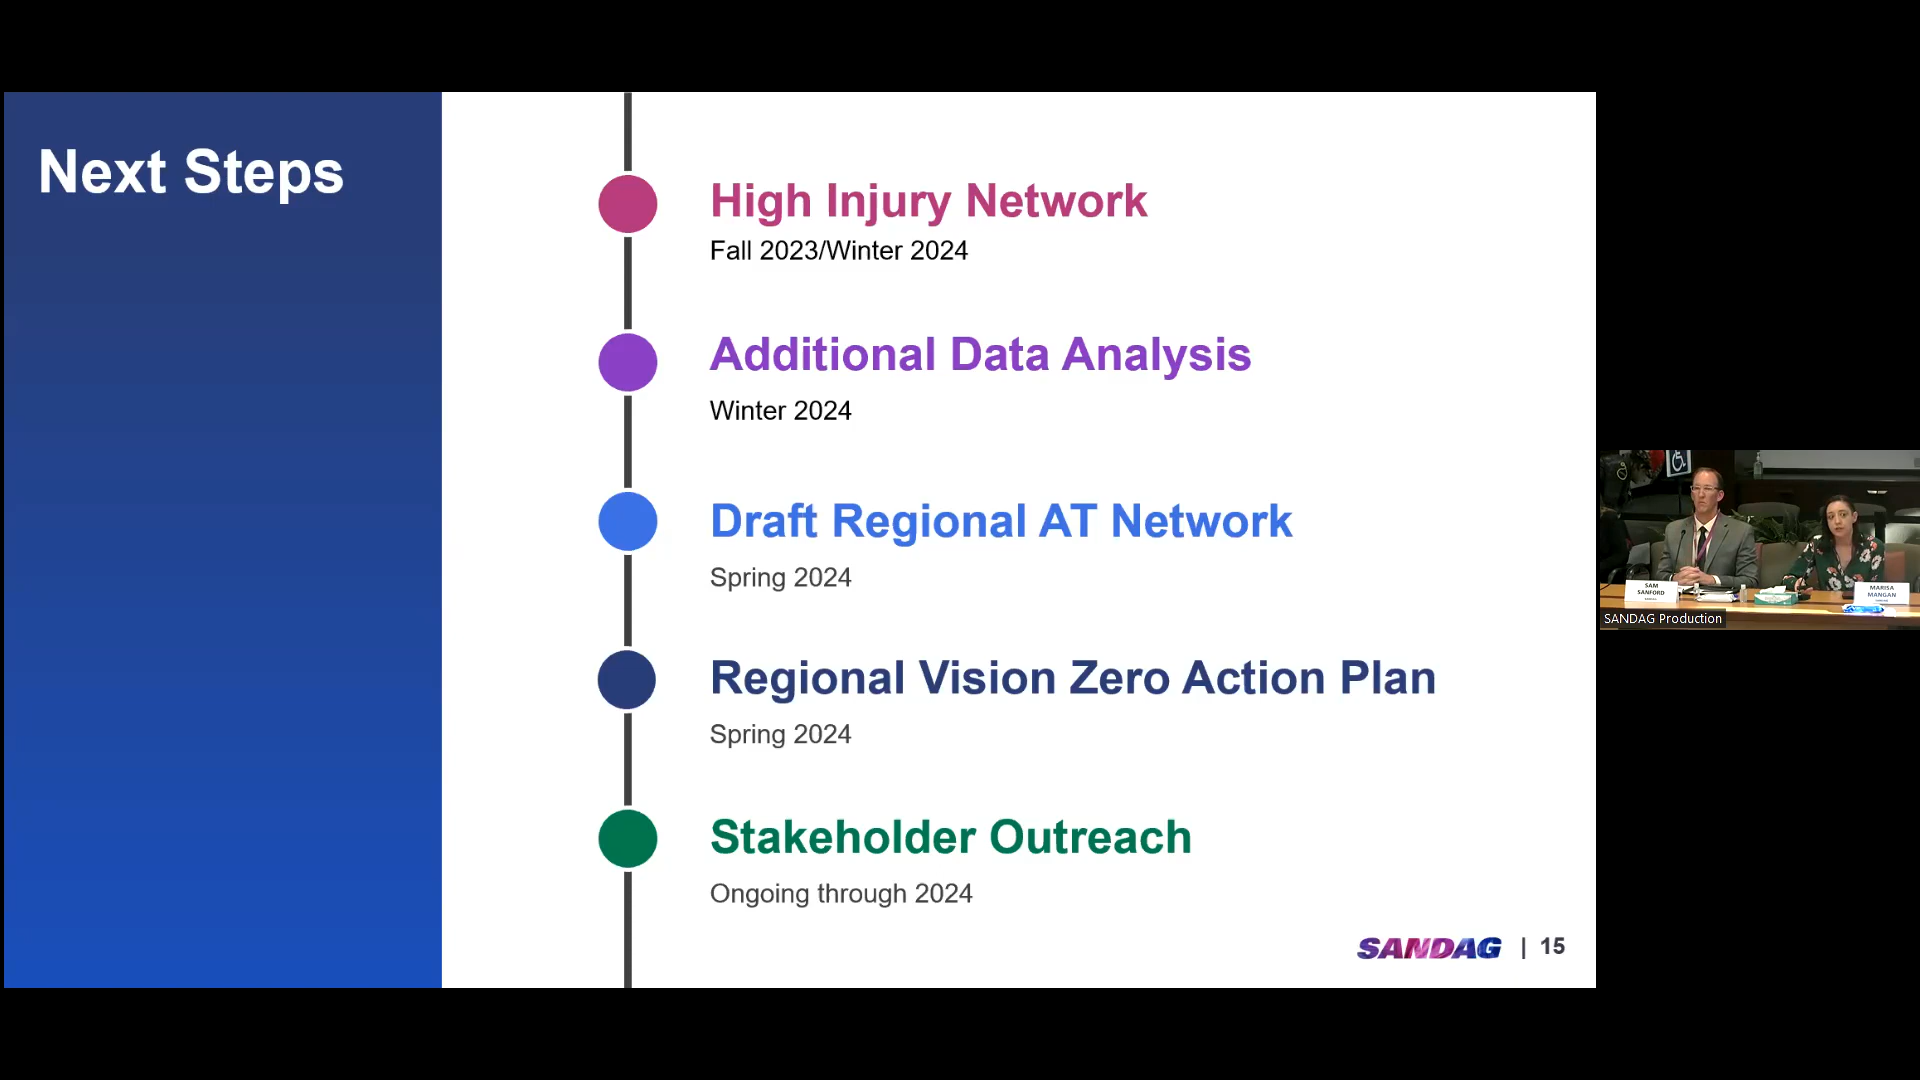 Next Steps
High Injury Network
Fall 2023/Winter 2024
Additional Data Analysis
Winter 2024
Draft Regional AT Network
Spring 2024
Regional Vision Zero Action Plan
Spring 2024
Stakeholder Outreach
Ongoing through 2024
SANDAG | 15
SAM
SANFORD
MARISA
MANGAN
SANDAG Production